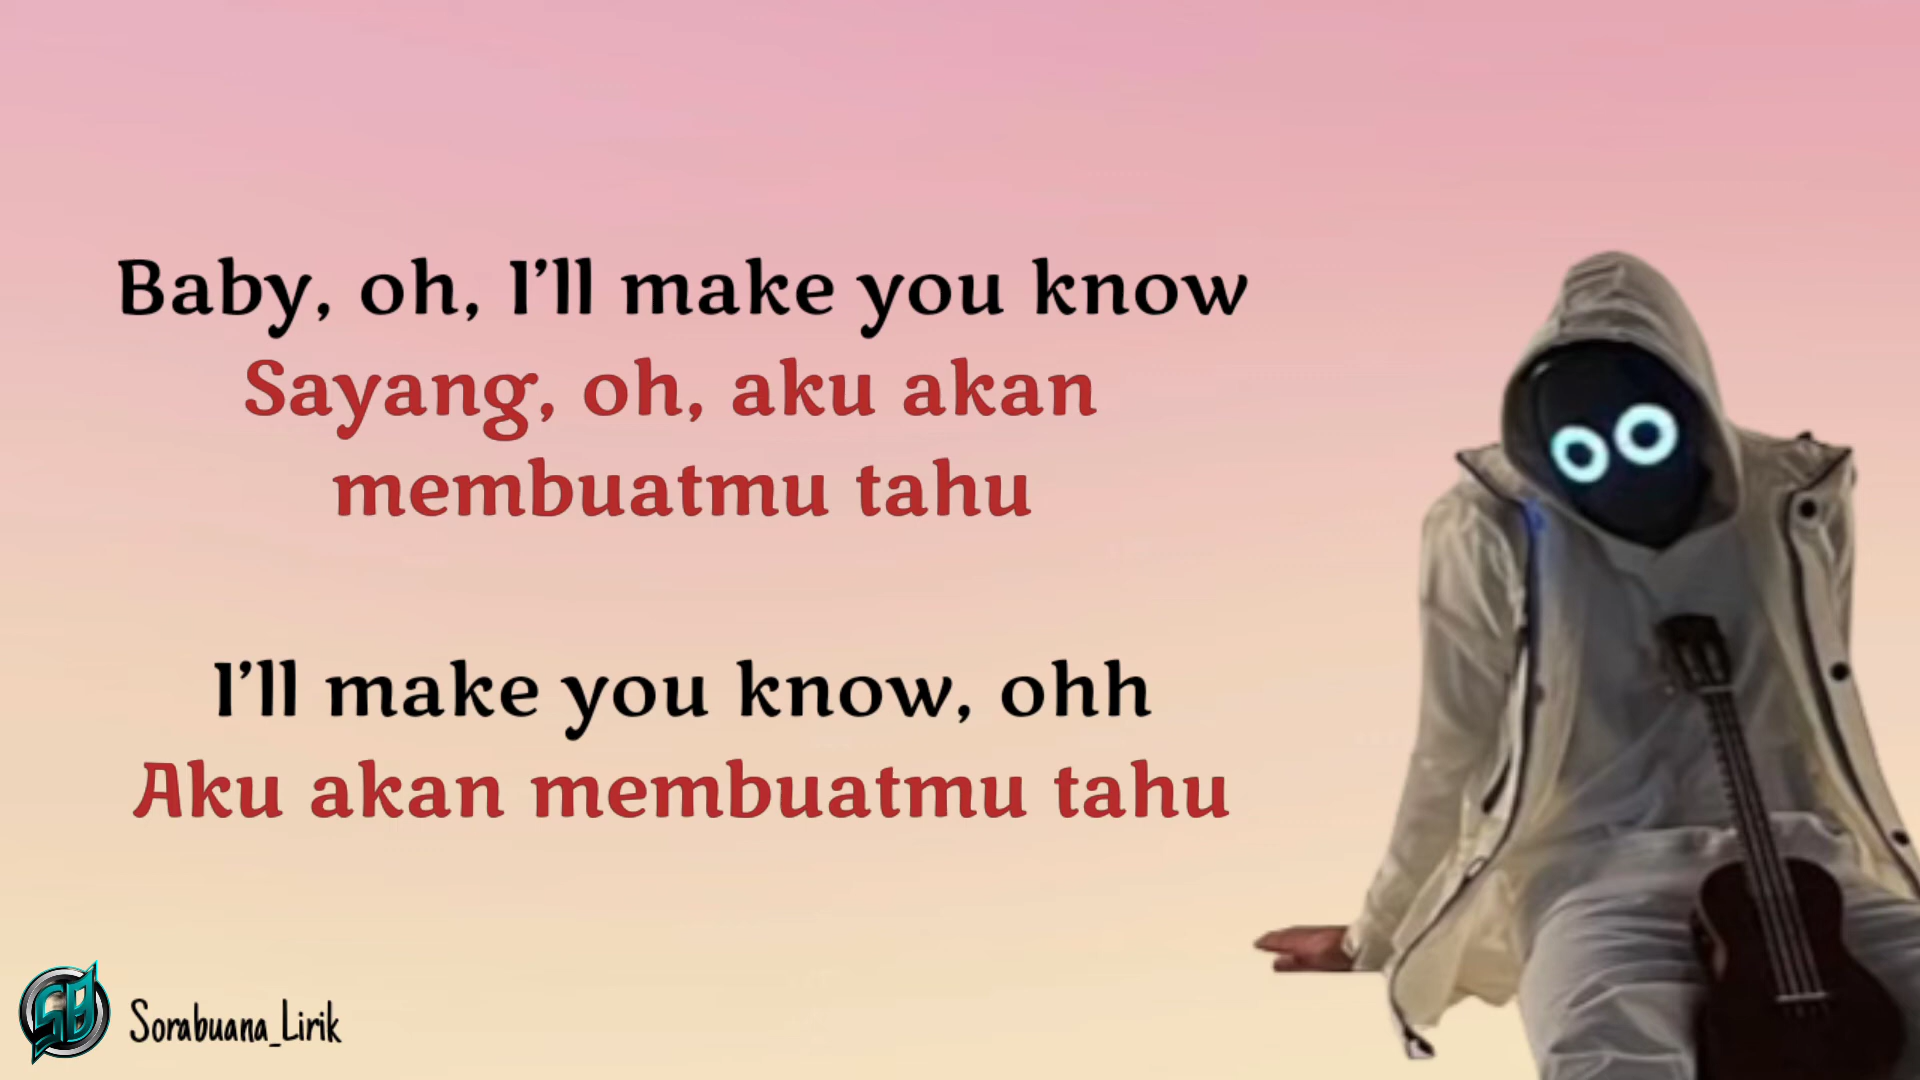 Baby, oh, I’ll make you know
Sayang, oh, aku akan
membuatmu tahu
I’ll make you know, ohh
Aku akan membuatmu tahu
SB
Sorabuana_Lirik